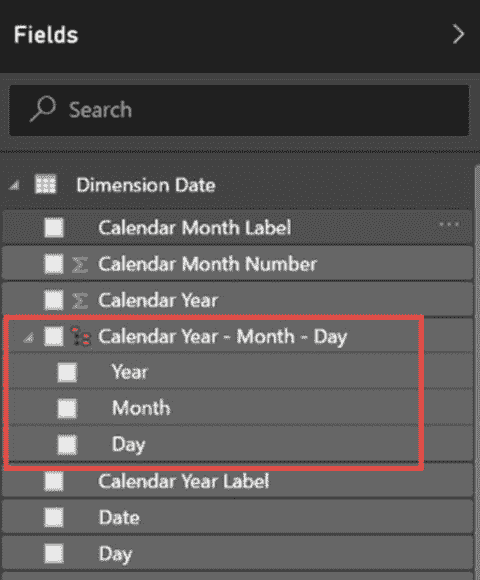 Fields
Search
Dimension Date
Calendar Month Label
Σ Calendar Month Number
Σ Calendar Year
Calendar Year - Month - Day
Year
Month
Day
Calendar Year Label
Date
Day